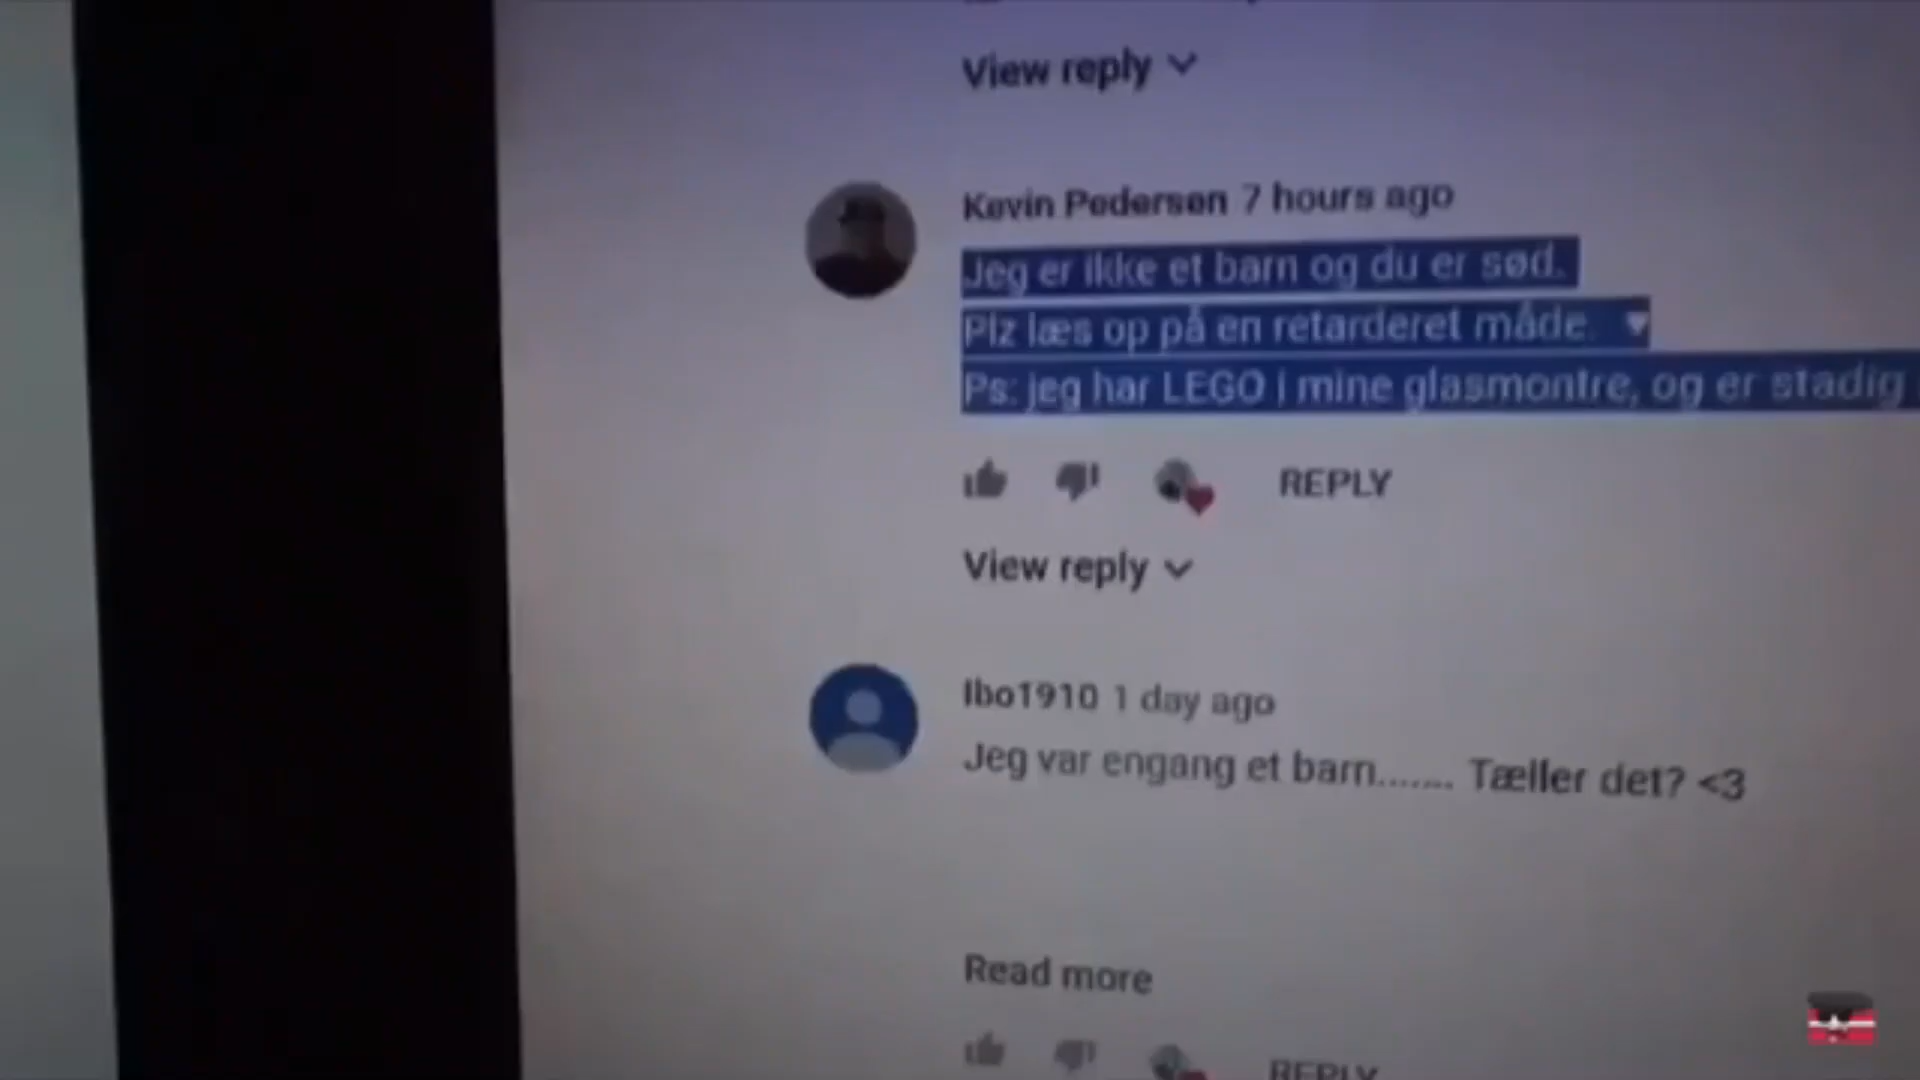 View reply
Kevin Pedersen 7 hours ago
Jeg er ikke et barn og du er sød.
Plz læs op på en retarderet måde. ♥
Ps: jeg har LEGO i mine glasmontre, og er stadig
REPLY
View reply
Ibo1910 1 day ago
Jeg var engang et barn....... Tæller det? <3
Read more
REPLY